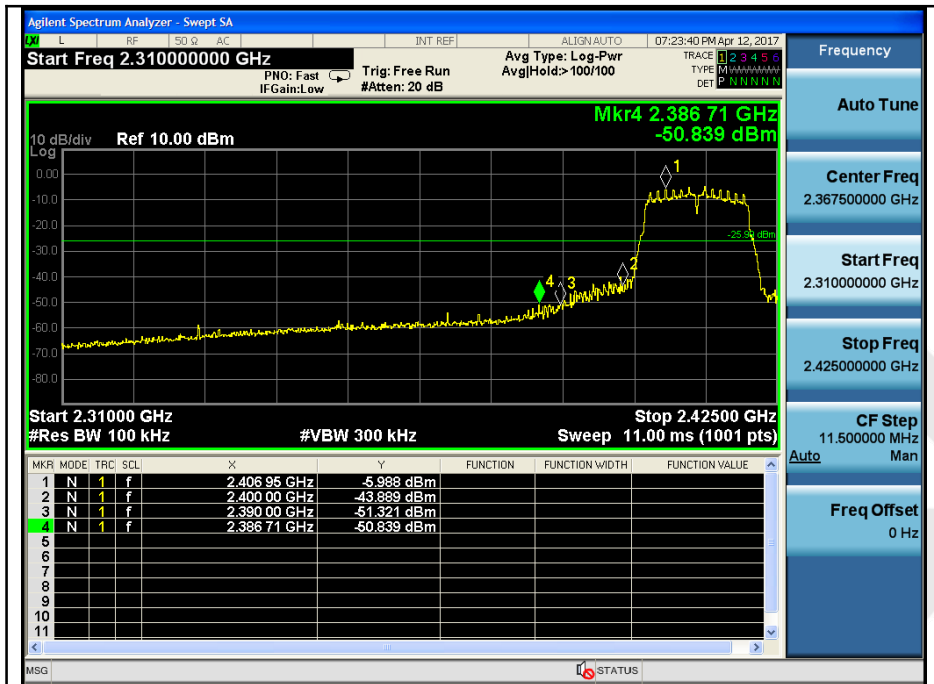 Agilent Spectrum Analyzer - Swept SA
LXI L RF 50 Ω AC INT REF ALIGNAUTO 07:23:40 PM Apr 12, 2017
Start Freq 2.310000000 GHz
PNO: Fast
IFGain:Low
Trig: Free Run
#Atten: 20 dB
Avg Type: Log-Pwr
Avg|Hold:>100/100
TRACE 1 2 3 4 5 6
TYPE M WWWWW
DET P N N N N N
Mkr4 2.386 71 GHz
-50.839 dBm
10 dB/div Ref 10.00 dBm
Log
0.00
-10.0
-20.0
-30.0
-40.0
-50.0
-60.0
-70.0
-80.0
1
2
3
4
dBm
Start 2.31000 GHz Stop 2.42500 GHz
#Res BW 100 kHz #VBW 300 kHz Sweep 11.00 ms (1001 pts)
MKR MODE TRC SCL X Y FUNCTION FUNCTION WIDTH FUNCTION VALUE
1 N 1 f 2.406 95 GHz -5.988 dBm
2 N 1 f 2.400 00 GHz -43.889 dBm
3 N 1 f 2.390 00 GHz -51.321 dBm
4 N 1 f 2.386 71 GHz -50.839 dBm
5
6
7
8
9
10
11
MSG STATUS
Frequency
Auto Tune
Center Freq
2.367500000 GHz
Start Freq
2.310000000 GHz
Stop Freq
2.425000000 GHz
CF Step
11.500000 MHz
Auto Man
Freq Offset
0 Hz